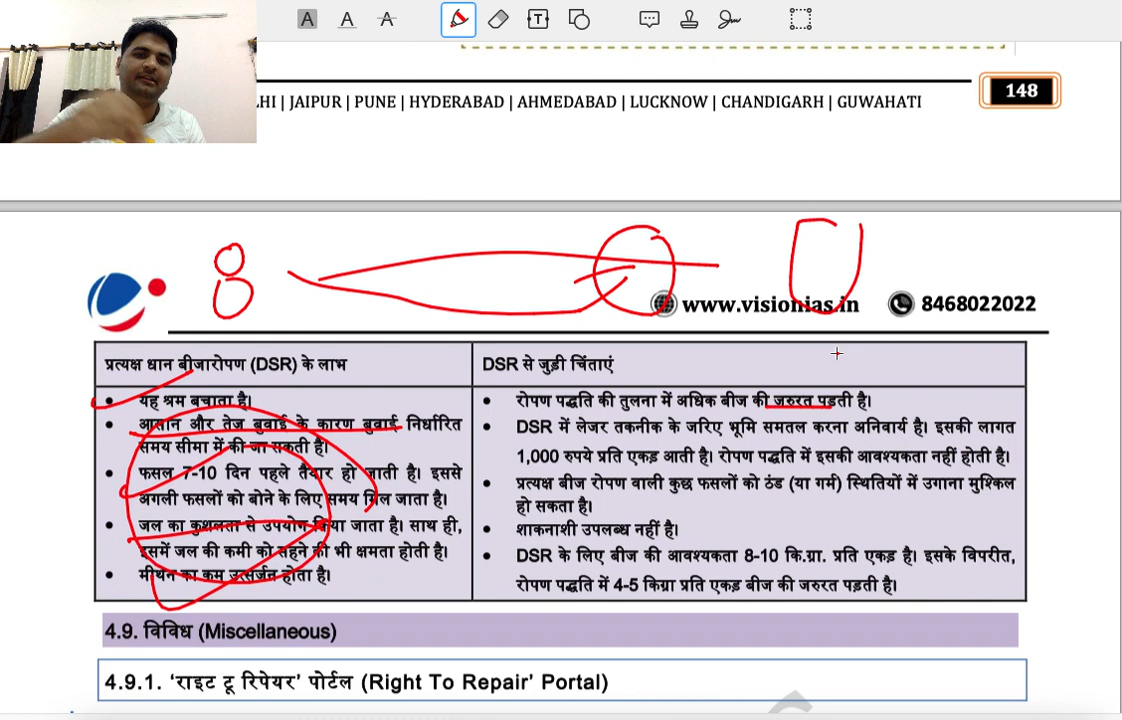 A A A T
HI | JAIPUR | PUNE | HYDERABAD | AHMEDABAD | LUCKNOW | CHANDIGARH | GUWAHATI
148
8
www.visionias.in 8468022022
प्रत्यक्ष धान बीजारोपण (DSR) के लाभ
• यह श्रम बचाता है।
• आसान और तेज बुवाई के कारण बुवाई निर्धारित
समय सीमा में की जा सकती है।
• फसल 7-10 दिन पहले तैयार हो जाती है। इससे
अगली फसलों को बोने के लिए समय मिल जाता है।
• जल का कुशलता से उपयोग किया जाता है। साथ ही,
इसमें जल की कमी को सहने की भी क्षमता होती है।
• मीथेन का कम उत्सर्जन होता है।
DSR से जुड़ी चिंताएं
• रोपण पद्धति की तुलना में अधिक बीज की जरुरत पड़ती है।
• DSR में लेजर तकनीक के जरिए भूमि समतल करना अनिवार्य है। इसकी लागत
1,000 रुपये प्रति एकड़ आती है। रोपण पद्धति में इसकी आवश्यकता नहीं होती है।
• प्रत्यक्ष बीज रोपण वाली कुछ फसलों को ठंड (या गर्म) स्थितियों में उगाना मुश्किल
हो सकता है।
• शाकनाशी उपलब्ध नहीं है।
• DSR के लिए बीज की आवश्यकता 8-10 कि.ग्रा. प्रति एकड़ है। इसके विपरीत,
रोपण पद्धति में 4-5 किग्रा प्रति एकड़ बीज की जरुरत पड़ती है।
4.9. विविध (Miscellaneous)
4.9.1. ‘राइट टू रिपेयर’ पोर्टल (Right To Repair’ Portal)